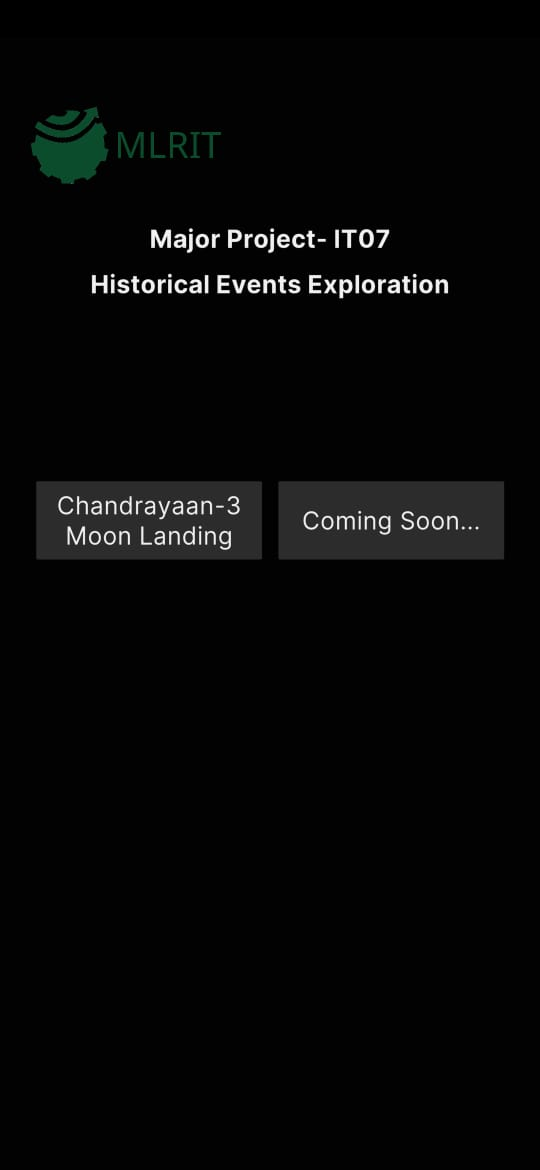 MLRIT
Major Project- IT07
Historical Events Exploration
Chandrayaan-3
Moon Landing
Coming Soon...